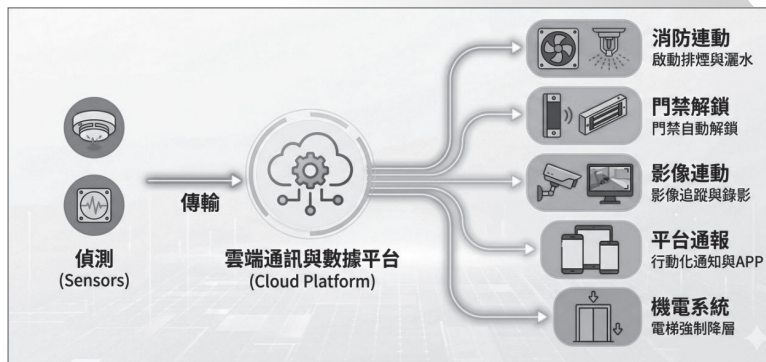 消防連動
啟動排煙與灑水
門禁解鎖
門禁自動解鎖
影像連動
影像追蹤與錄影
平台通報
行動化通知與APP
機電系統
電梯強制降層
傳輸
偵測
(Sensors)
雲端通訊與數據平台
(Cloud Platform)